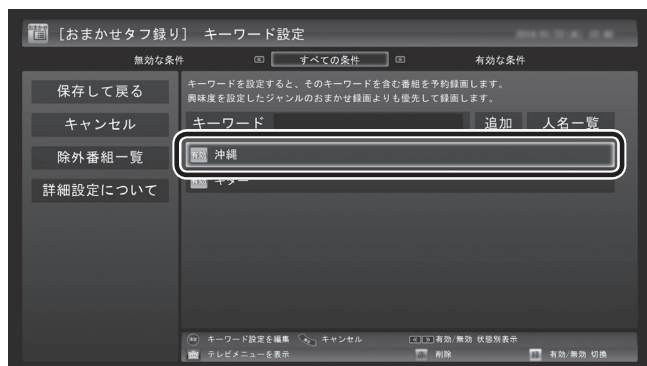 [おまかせタフ録り] キーワード設定
無効な条件 すべての条件 有効な条件
保存して戻る
キャンセル
除外番組一覧
詳細設定について
キーワードを設定すると、そのキーワードを含む番組を予約録画します。
興味度を設定したジャンルのおまかせ録画よりも優先して録画します。
キーワード 追加 人名一覧
有効 沖縄
有効 ギター
キーワード設定を編集 キャンセル 有効/無効 状態別表示
テレビメニューを表示 削除 有効/無効 切換